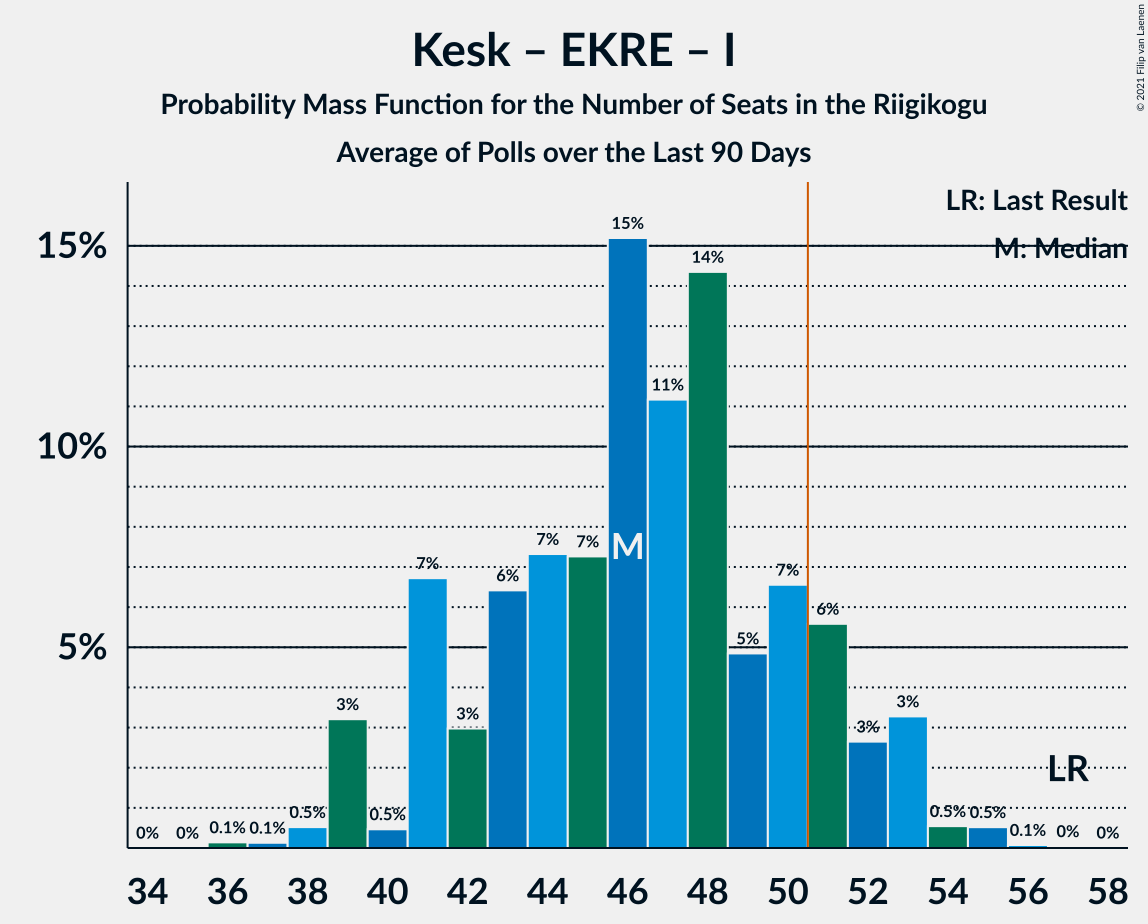 Kesk – EKRE – I
Probability Mass Function for the Number of Seats in the Riigikogu
Average of Polls over the Last 90 Days
© 2021 Filip van Laenen
LR: Last Result
M: Median
15%
10%
5%
0% 0% 0.1% 0.1% 0.5% 3% 0.5% 7% 3% 6% 7% 7% 15% 11% 14% 5% 7% 6% 3% 3% 0.5% 0.5% 0.1% 0% 0%
M
LR
34 36 38 40 42 44 46 48 50 52 54 56 58